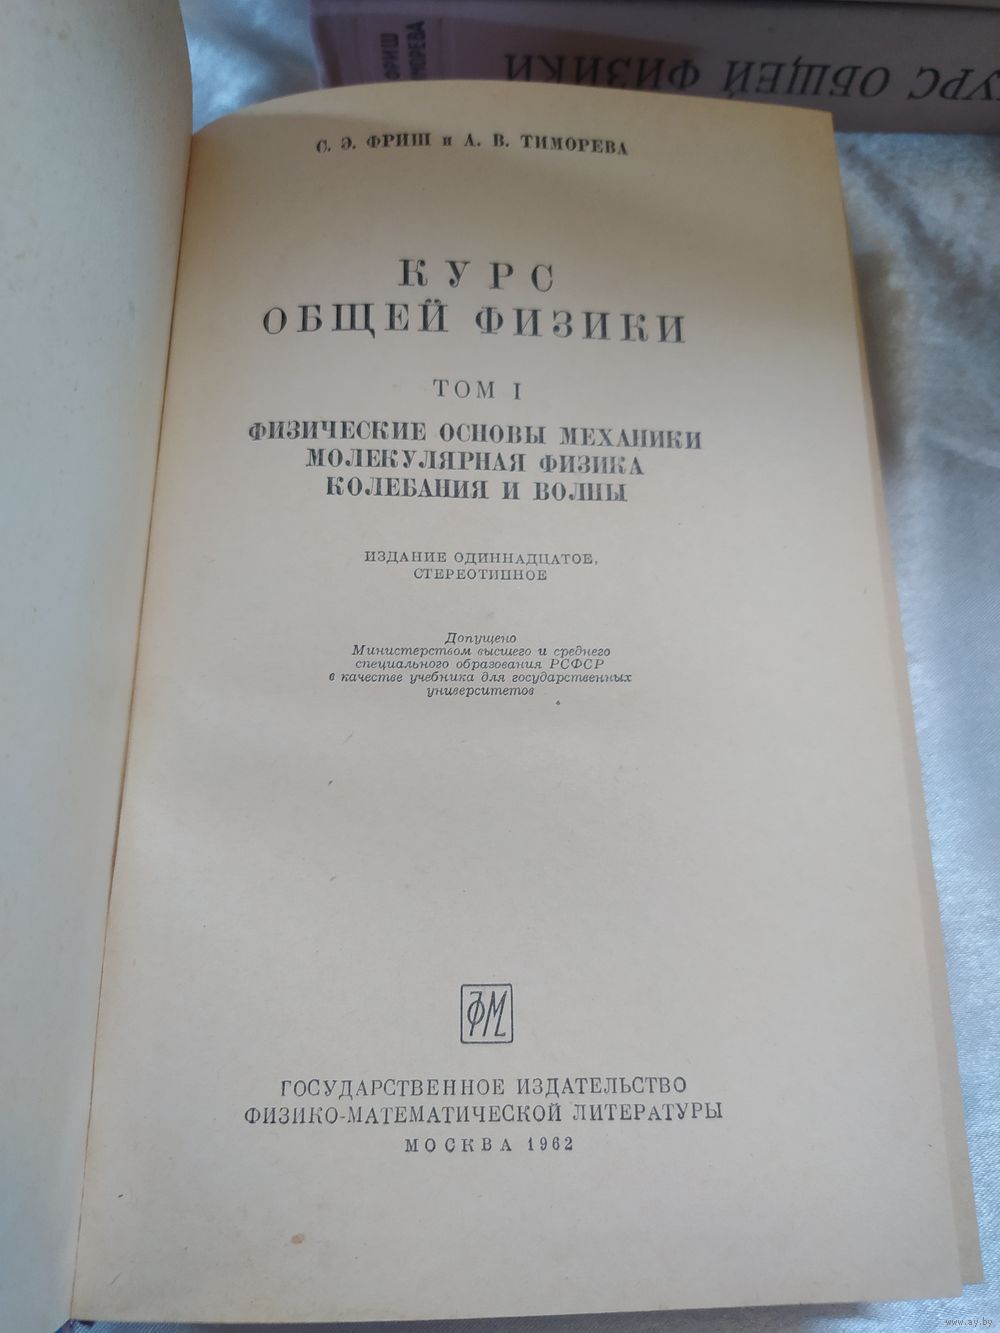 ФРИШ
КУРС ОБЩЕЙ ФИЗИКИ
С. Э. ФРИШ и А. В. ТИМОРЕВА
КУРС
ОБЩЕЙ ФИЗИКИ
ТОМ I
ФИЗИЧЕСКИЕ ОСНОВЫ МЕХАНИКИ
МОЛЕКУЛЯРНАЯ ФИЗИКА
КОЛЕБАНИЯ И ВОЛНЫ
ИЗДАНИЕ ОДИННАДЦАТОЕ,
СТЕРЕОТИПНОЕ
Допущено
Министерством высшего и среднего
специального образования РСФСР
в качестве учебника для государственных
университетов
ФМ
ГОСУДАРСТВЕННОЕ ИЗДАТЕЛЬСТВО
ФИЗИКО-МАТЕМАТИЧЕСКОЙ ЛИТЕРАТУРЫ
МОСКВА 1962
www.ay.by